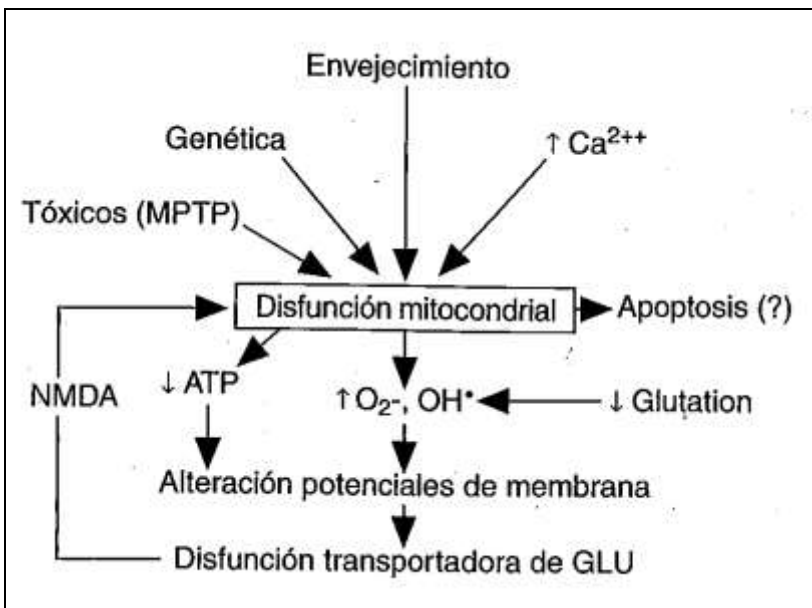 Envejecimiento
Genética
↑ Ca²⁺⁺
Tóxicos (MPTP)
Disfunción mitocondrial
Apoptosis (?)
NMDA
↓ ATP
↑ O₂-, OH•
↓ Glutation
Alteración potenciales de membrana
Disfunción transportadora de GLU